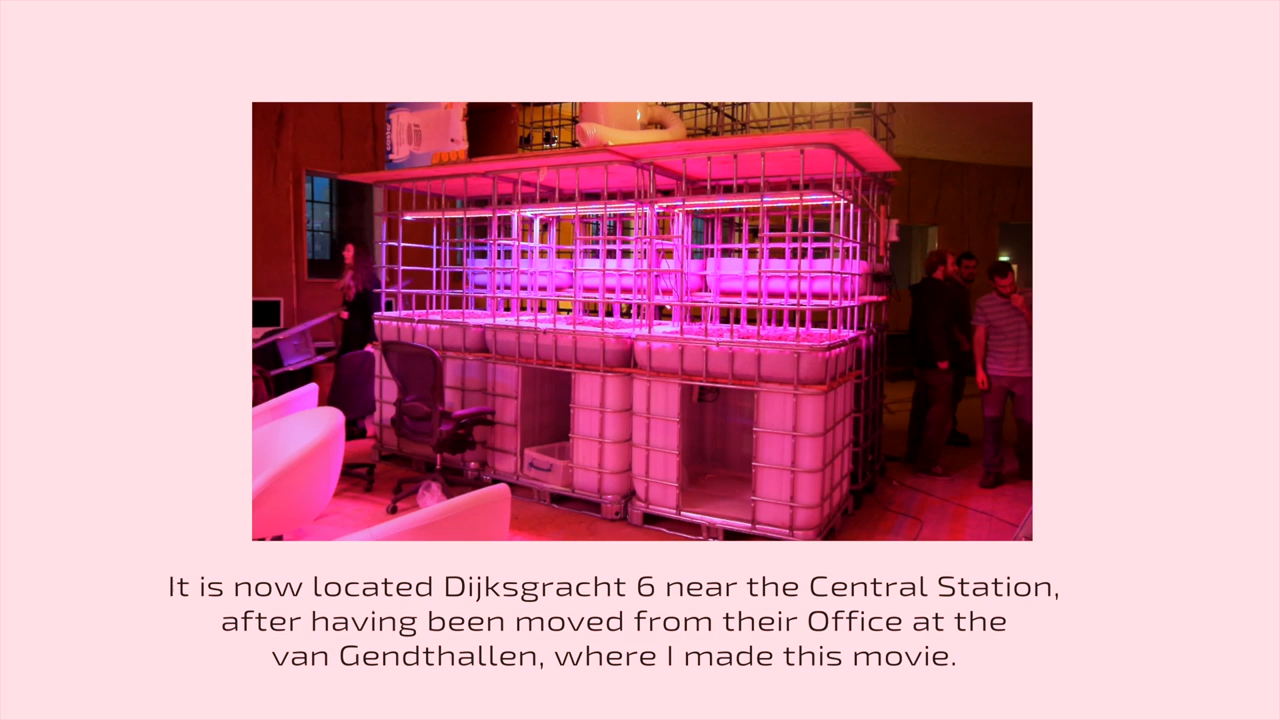 It is now located Dijksgracht 6 near the Central Station,
after having been moved from their Office at the
van Gendthallen, where I made this movie.